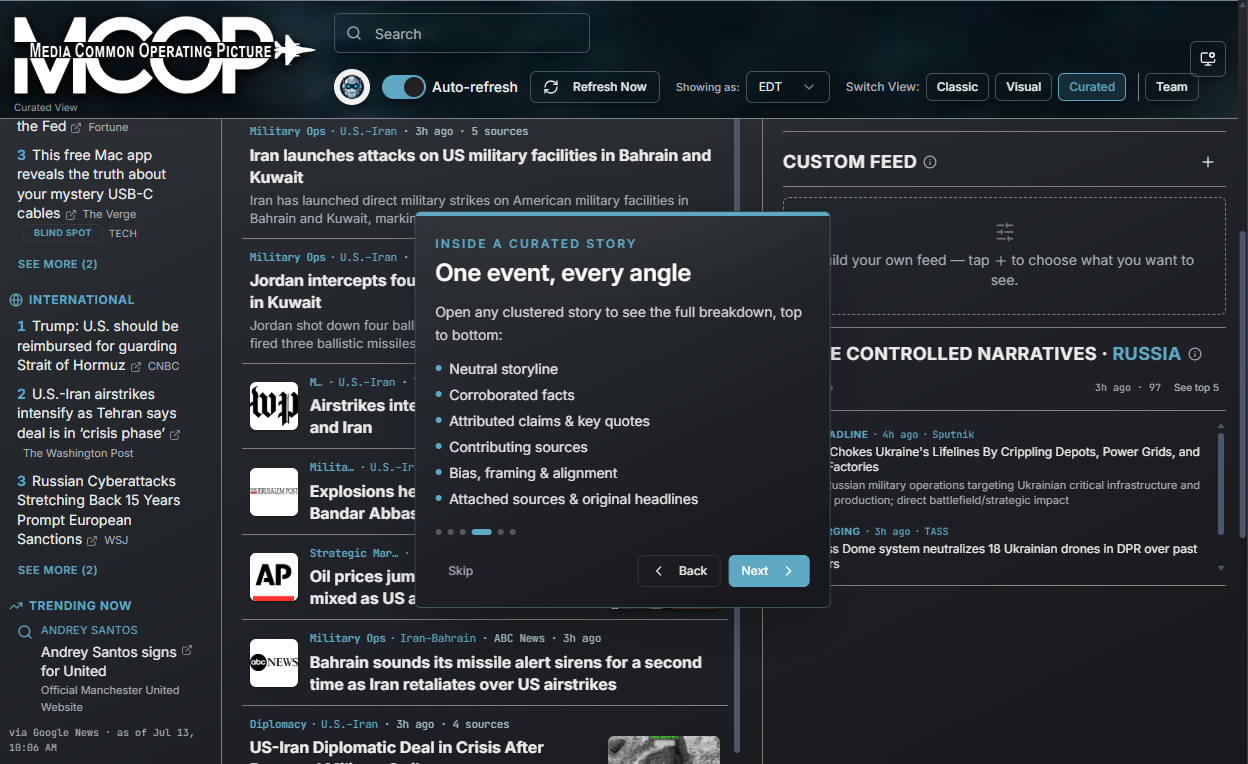 MCOP
MEDIA COMMON OPERATING PICTURE
Curated View
Search
Auto-refresh
Refresh Now
Showing as:
EDT
Switch View:
Classic
Visual
Curated
Team
the Fed
Fortune
3 This free Mac app
reveals the truth about
your mystery USB-C
cables
The Verge
BLIND SPOT
TECH
SEE MORE (2)
INTERNATIONAL
1 Trump: U.S. should be
reimbursed for guarding
Strait of Hormuz
CNBC
2 U.S.-Iran airstrikes
intensify as Tehran says
deal is in ‘crisis phase’
The Washington Post
3 Russian Cyberattacks
Stretching Back 15 Years
Prompt European
Sanctions
WSJ
SEE MORE (2)
TRENDING NOW
ANDREY SANTOS
Andrey Santos signs
for United
Official Manchester United
Website
via Google News · as of Jul 13,
10:06 AM
Military Ops · U.S.-Iran · 3h ago · 5 sources
Iran launches attacks on US military facilities in Bahrain and
Kuwait
Iran has launched direct military strikes on American military facilities in
Bahrain and Kuwait,
Military Ops · U.S.-Iran ·
Jordan intercepts
in Kuwait
Jordan shot down four
fired three ballistic missiles
wp
M… · U.S.-Iran ·
Airstrikes
and Iran
THE JERUSALEM POST
Milita… ·
Explosions
Bandar
AP
Strategic Mar… ·
Oil prices
mixed as US
abc NEWS
Military Ops · Iran-Bahrain · ABC News · 3h ago
Bahrain sounds its missile alert sirens for a second
time as Iran retaliates over US airstrikes
Diplomacy · U.S.-Iran · 3h ago · 4 sources
US-Iran Diplomatic Deal in Crisis After
INSIDE A CURATED STORY
One event, every angle
Open any clustered story to see the full breakdown, top
to bottom:
Neutral storyline
Corroborated facts
Attributed claims & key quotes
Contributing sources
Bias, framing & alignment
Attached sources & original headlines
Skip
Back
Next
CUSTOM FEED
+
your own feed — tap + to choose what you want to
see.
CONTROLLED NARRATIVES · RUSSIA
3h ago · 97
See top 5
· 4h ago · Sputnik
Chokes Ukraine's Lifelines By Crippling Depots, Power Grids, and
Factories
military operations targeting Ukrainian critical infrastructure and
production; direct battlefield/strategic impact
· 3h ago · TASS
Dome system neutralizes 18 Ukrainian drones in DPR over past